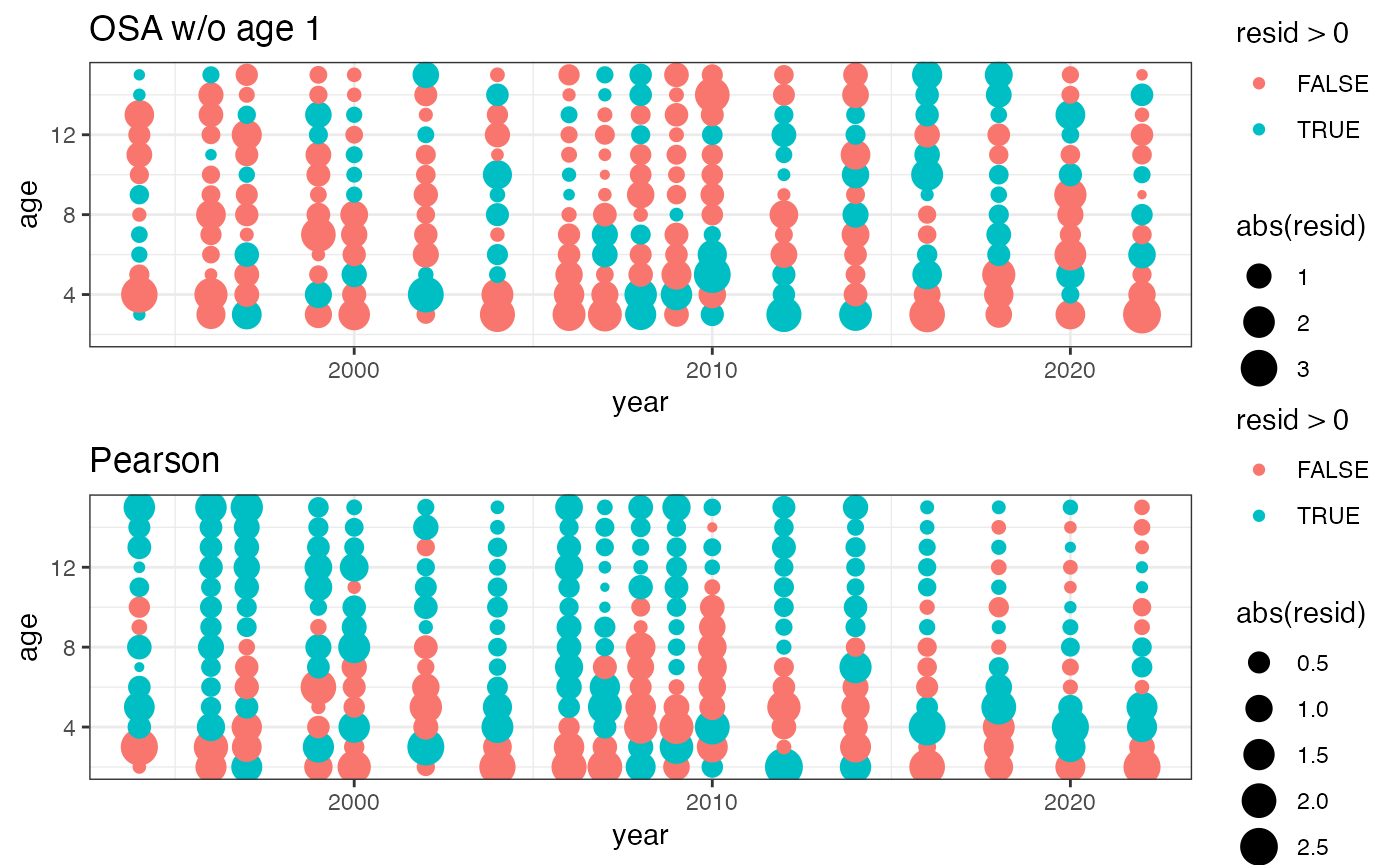 OSA w/o age 1
12
8
4
age
2000
2010
2020
year
resid > 0
FALSE
TRUE
abs(resid)
1
2
3
Pearson
12
8
4
age
2000
2010
2020
year
resid > 0
FALSE
TRUE
abs(resid)
0.5
1.0
1.5
2.0
2.5